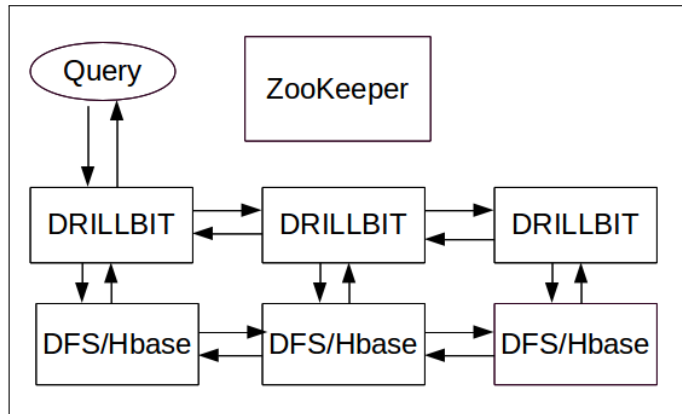 Query
ZooKeeper
DRILLBIT
DRILLBIT
DRILLBIT
DFS/Hbase
DFS/Hbase
DFS/Hbase